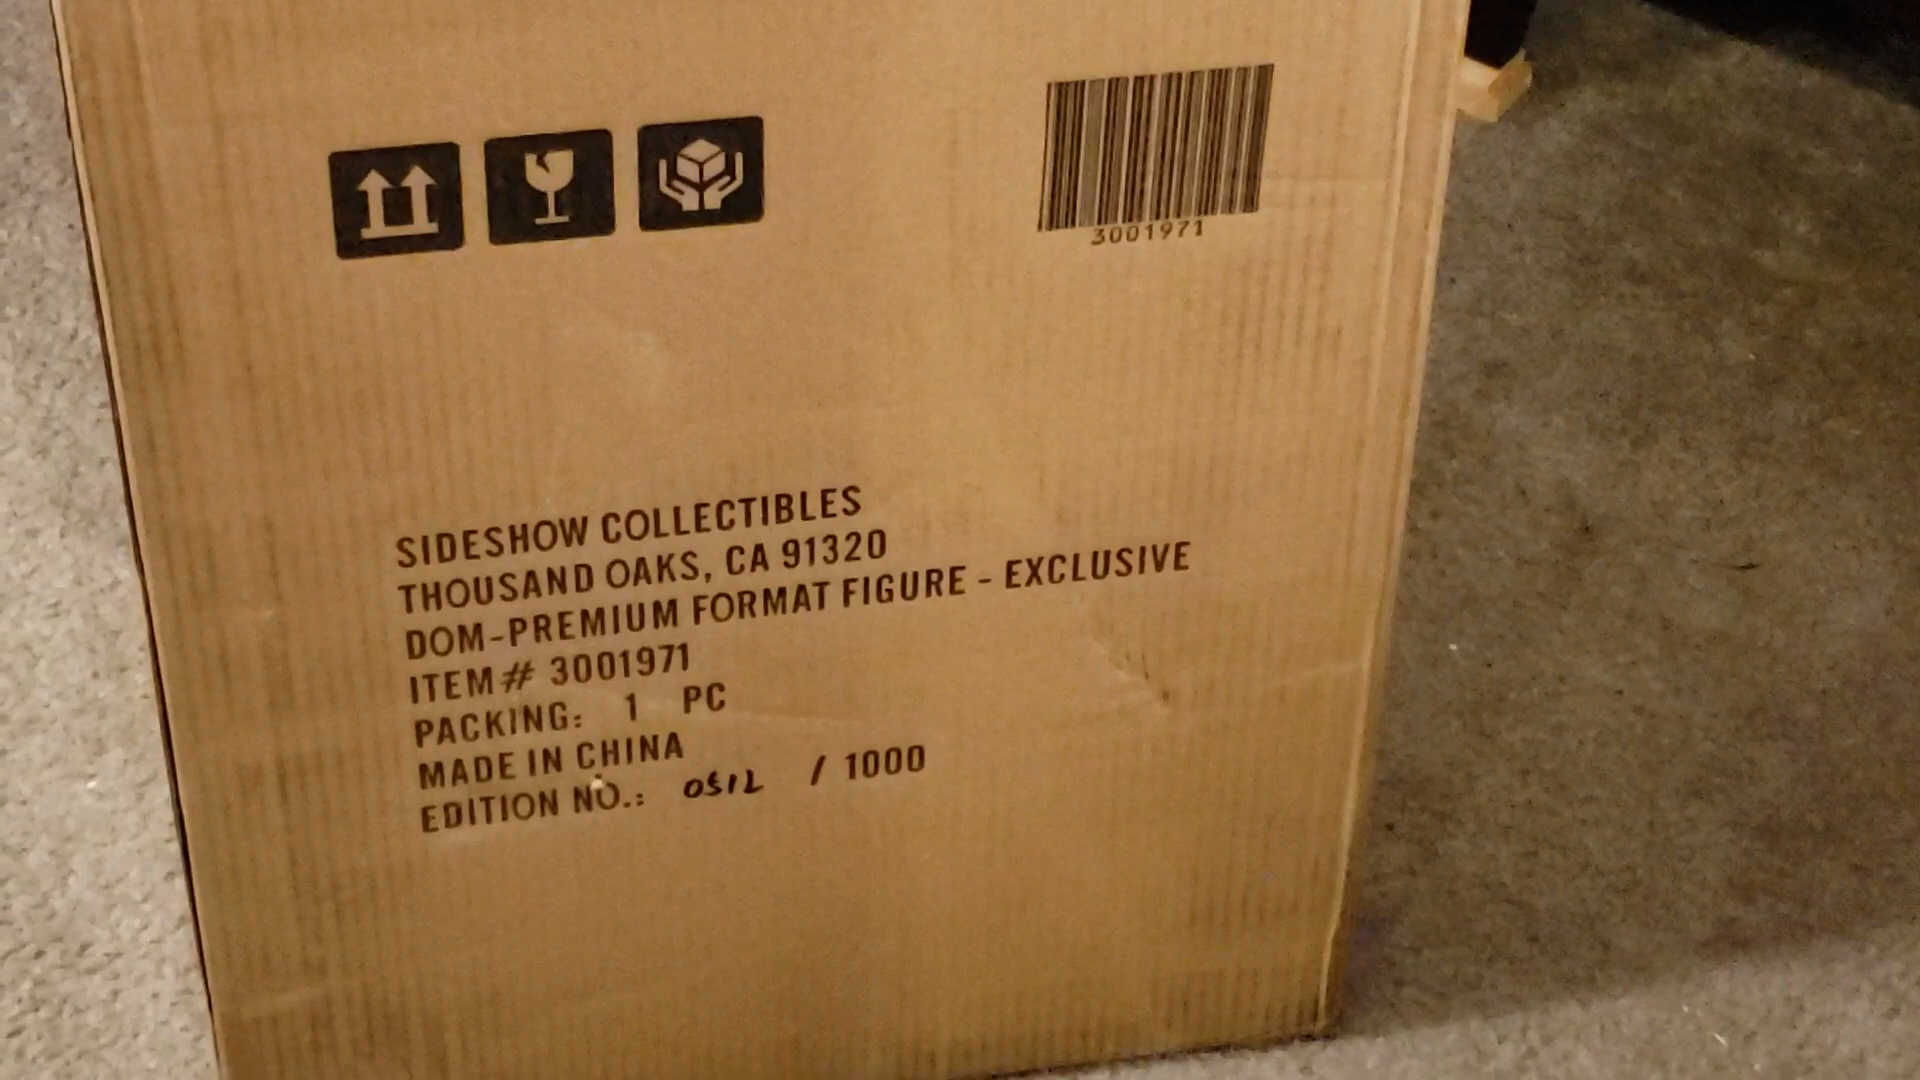 3001971
SIDESHOW COLLECTIBLES
THOUSAND OAKS, CA 91320
DOM-PREMIUM FORMAT FIGURE - EXCLUSIVE
ITEM# 3001971
PACKING: 1 PC
MADE IN CHINA
EDITION NO.: 0512 / 1000